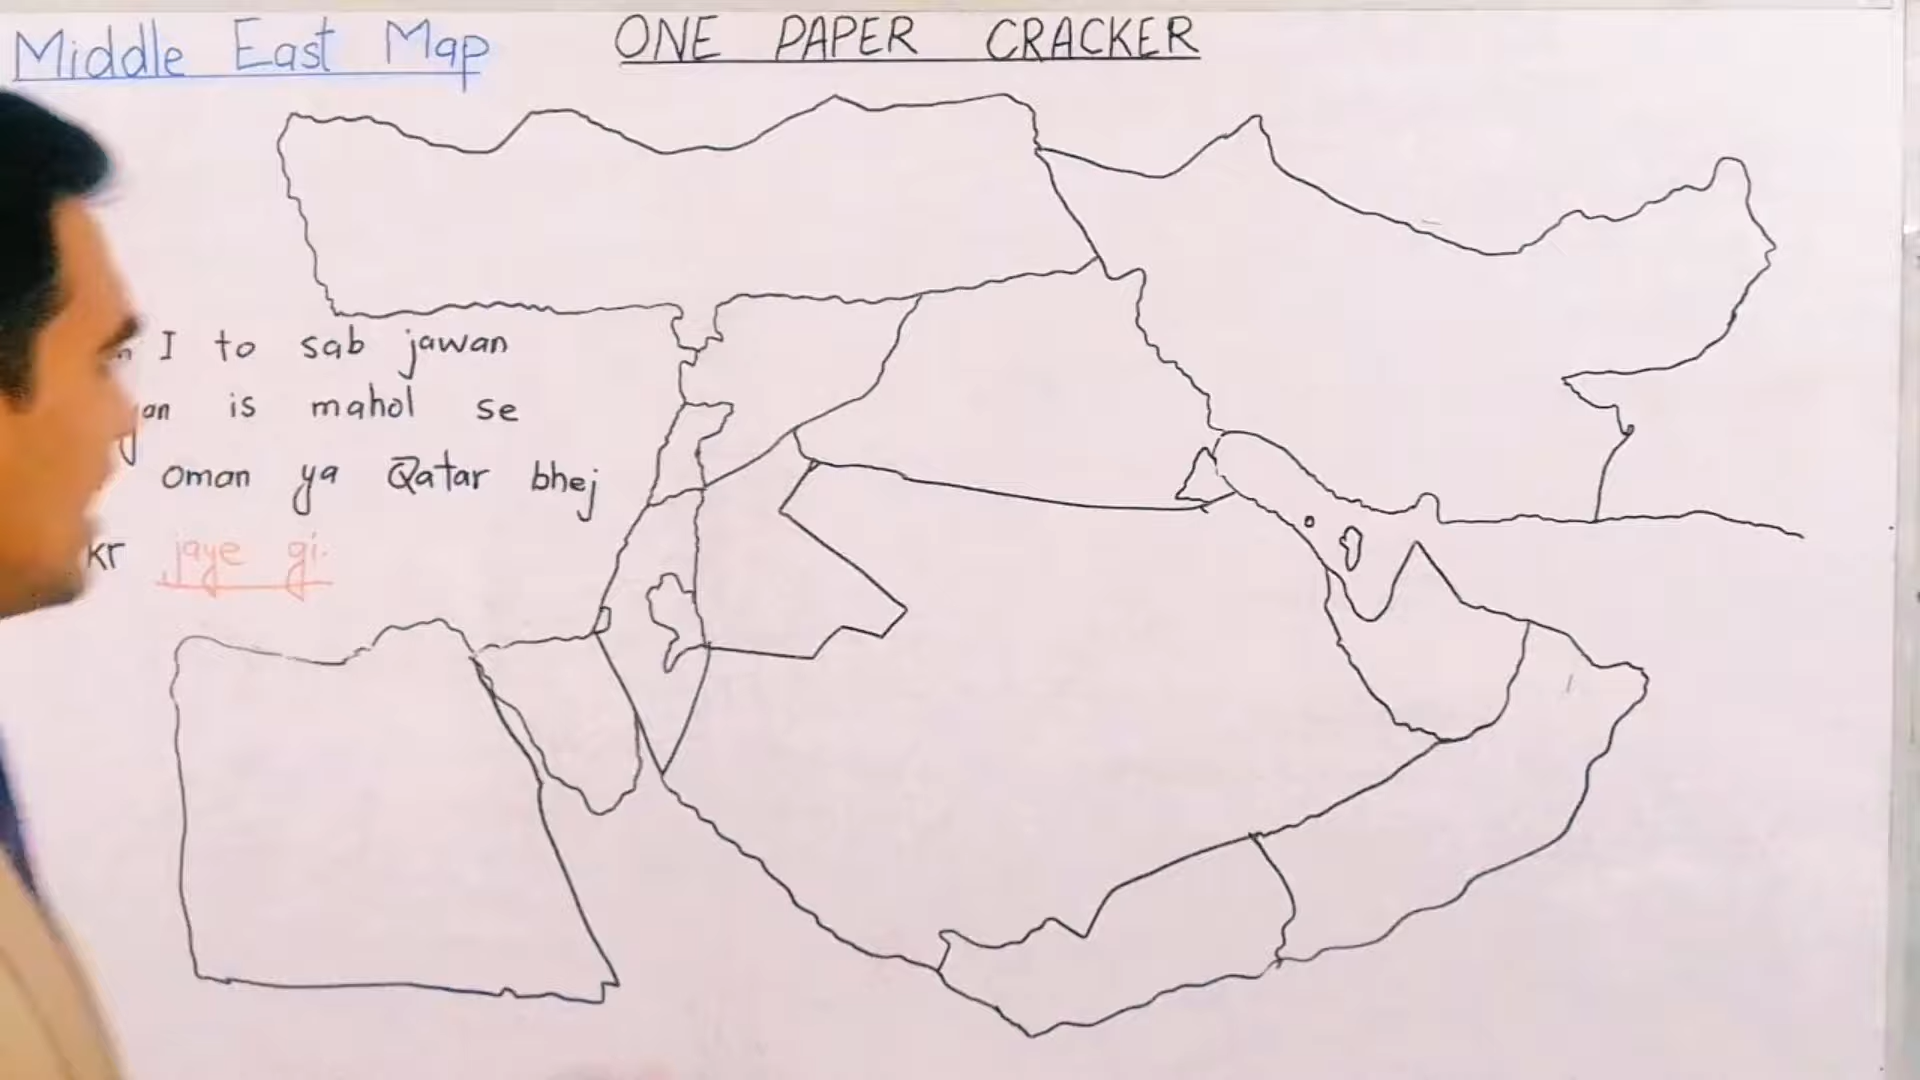 Middle East Map
ONE PAPER CRACKER
I to sab jawan
is mahol se
Oman ya Qatar bhej
kr jaye gi.